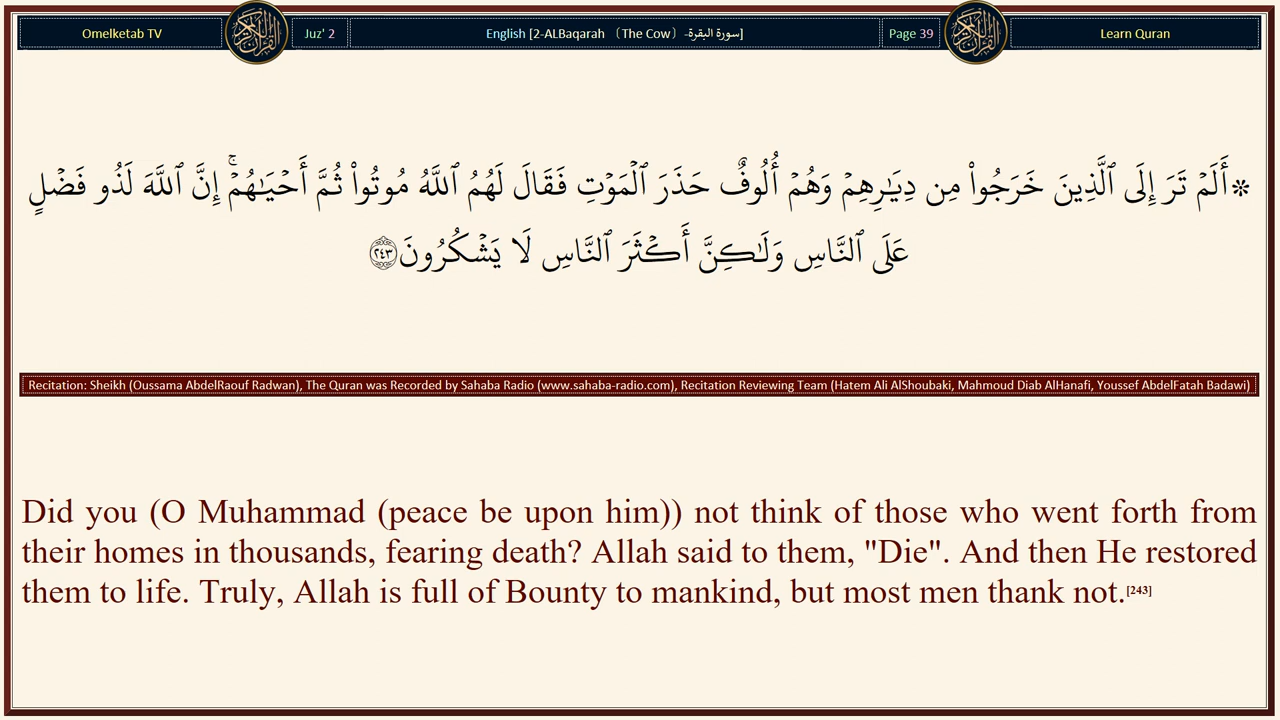 Omelketab TV
Juz' 2
English [2-ALBaqarah （The Cow） -سورة البقرة]
Page 39
Learn Quran
۞ أَلَمۡ تَرَ إِلَى ٱلَّذِينَ خَرَجُواْ مِن دِيَٰرِهِمۡ وَهُمۡ أُلُوفٌ حَذَرَ ٱلۡمَوۡتِ فَقَالَ لَهُمُ ٱللَّهُ مُوتُواْ ثُمَّ أَحۡيَٰهُمۡۚ إِنَّ ٱللَّهَ لَذُو فَضۡلٍ
عَلَى ٱلنَّاسِ وَلَٰكِنَّ أَكۡثَرَ ٱلنَّاسِ لَا يَشۡكُرُونَ ٢٤٣
Recitation: Sheikh (Oussama AbdelRaouf Radwan), The Quran was Recorded by Sahaba Radio (www.sahaba-radio.com), Recitation Reviewing Team (Hatem Ali AlShoubaki, Mahmoud Diab AlHanafi, Youssef AbdelFatah Badawi)
Did you (O Muhammad (peace be upon him)) not think of those who went forth from
their homes in thousands, fearing death? Allah said to them, "Die". And then He restored
them to life. Truly, Allah is full of Bounty to mankind, but most men thank not.[243]